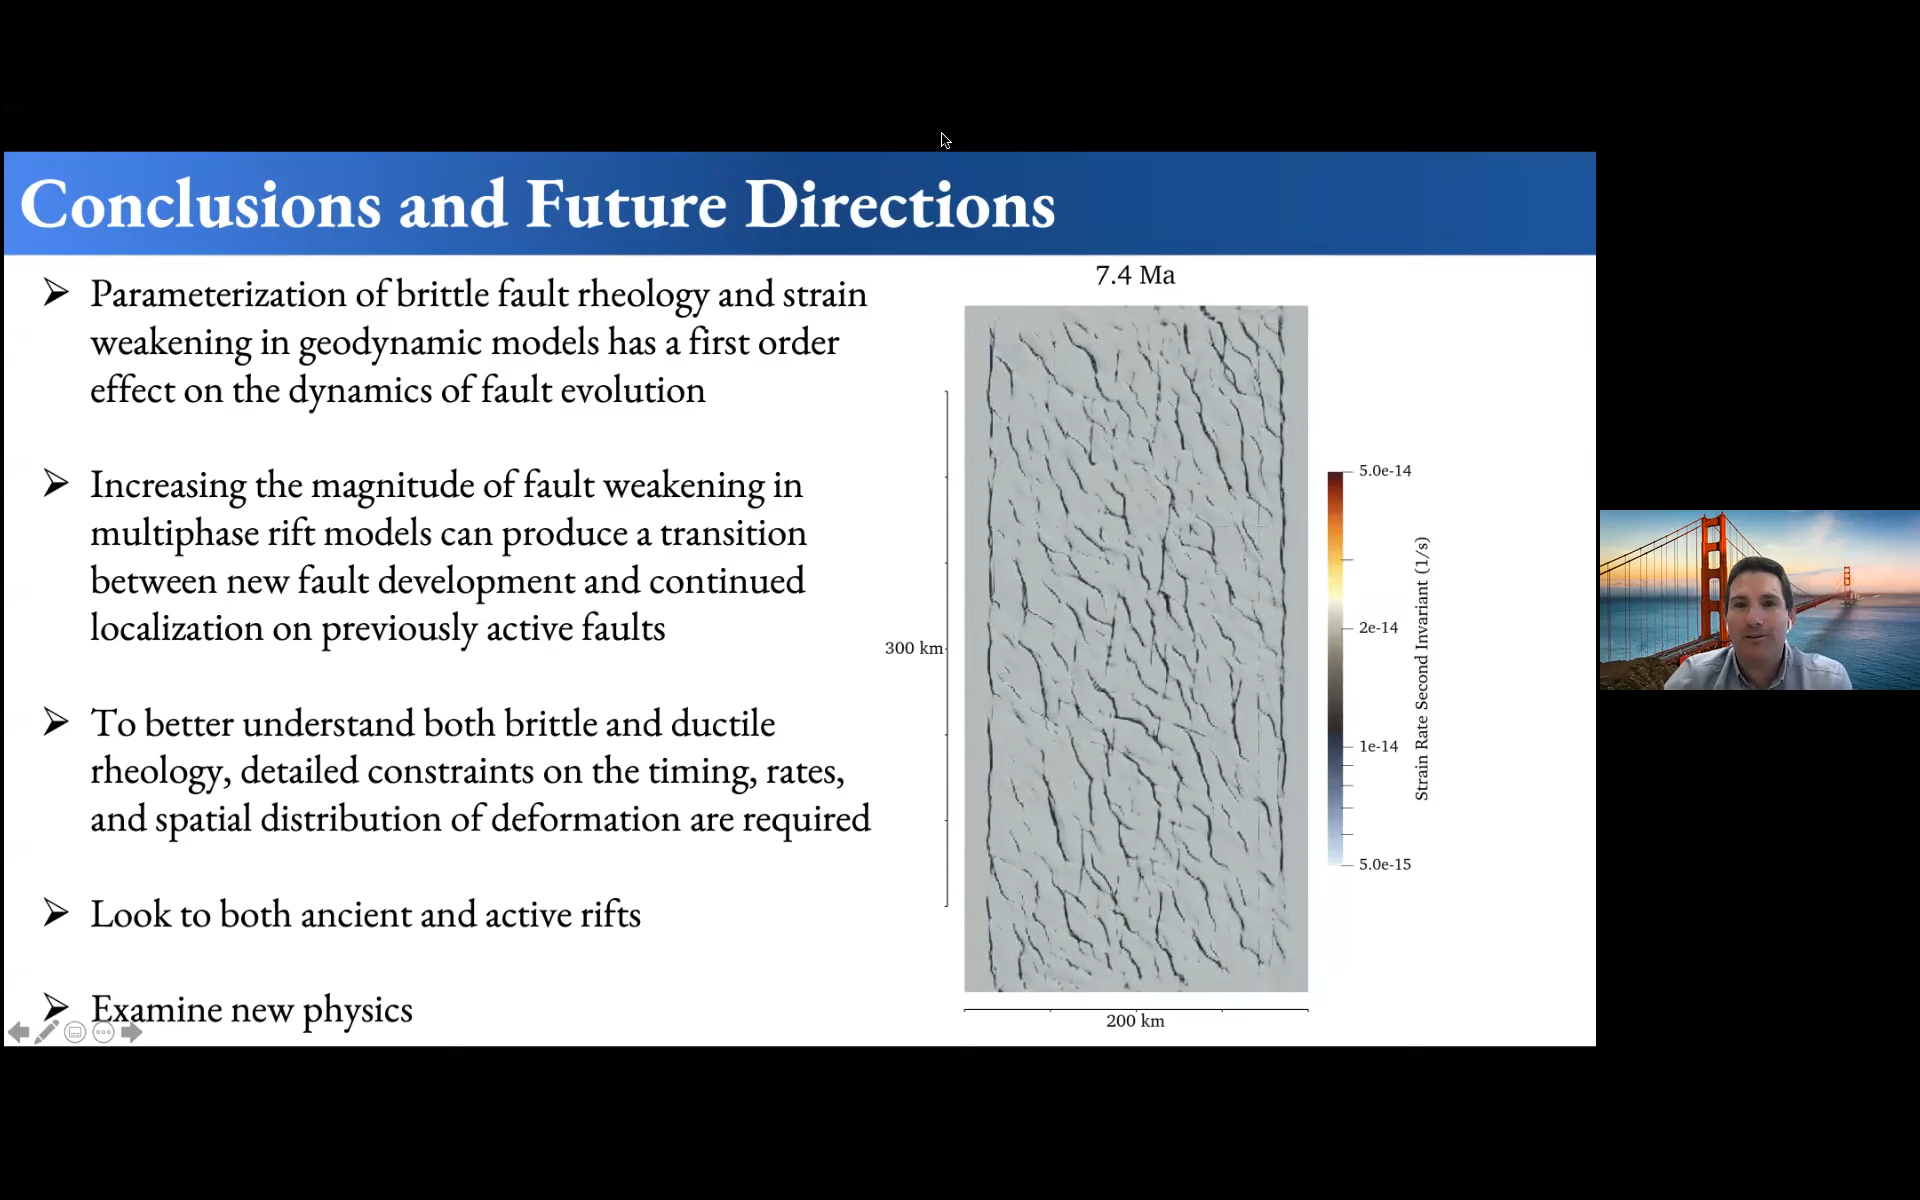 Conclusions and Future Directions
Parameterization of brittle fault rheology and strain
weakening in geodynamic models has a first order
effect on the dynamics of fault evolution
Increasing the magnitude of fault weakening in
multiphase rift models can produce a transition
between new fault development and continued
localization on previously active faults
To better understand both brittle and ductile
rheology, detailed constraints on the timing, rates,
and spatial distribution of deformation are required
Look to both ancient and active rifts
Examine new physics
7.4 Ma
300 km
200 km
5.0e-14
2e-14
1e-14
5.0e-15
Strain Rate Second Invariant (1/s)